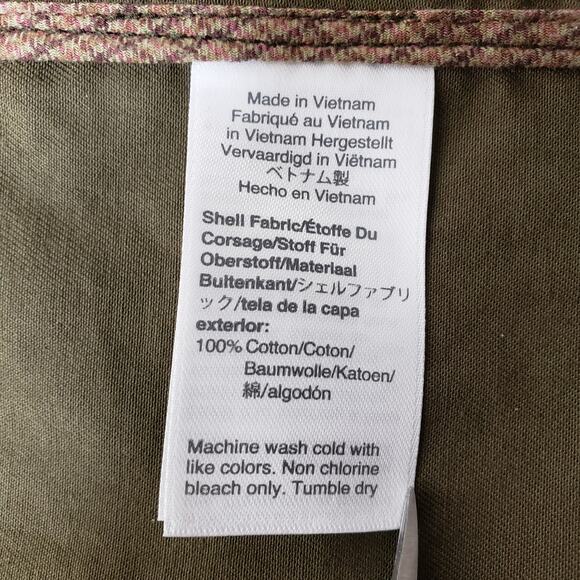 Made in Vietnam
Fabriqué au Vietnam
in Vietnam Hergestellt
Vervaardigd in Viëtnam
ベトナム製
Hecho en Vietnam
Shell Fabric/Étoffe Du
Corsage/Stoff Für
Oberstoff/Materiaal
Buitenkant/シェルファブリ
ック/tela de la capa
exterior:
100% Cotton/Coton/
Baumwolle/Katoen/
綿/algodón
Machine wash cold with
like colors. Non chlorine
bleach only. Tumble dry